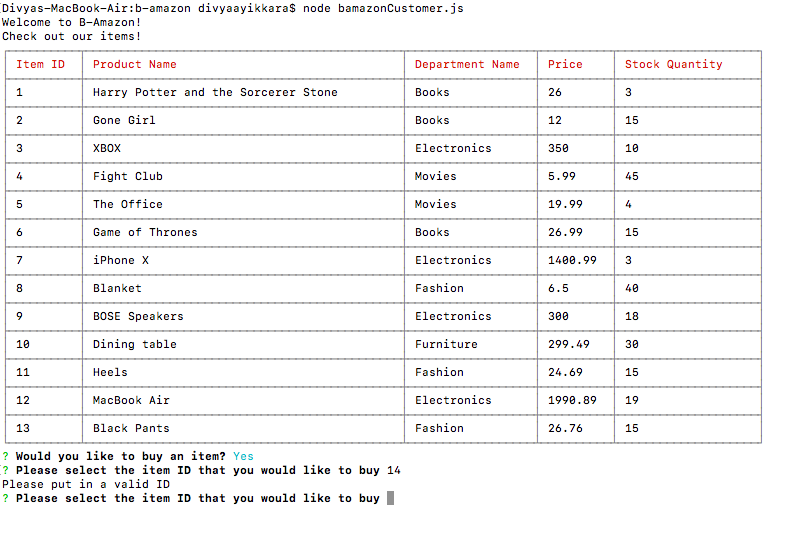 Divyas-MacBook-Air:b-amazon divyaayikkara$ node bamazonCustomer.js
Welcome to B-Amazon!
Check out our items!
Item ID Product Name Department Name Price Stock Quantity
1 Harry Potter and the Sorcerer Stone Books 26 3
2 Gone Girl Books 12 15
3 XBOX Electronics 350 10
4 Fight Club Movies 5.99 45
5 The Office Movies 19.99 4
6 Game of Thrones Books 26.99 15
7 iPhone X Electronics 1400.99 3
8 Blanket Fashion 6.5 40
9 BOSE Speakers Electronics 300 18
10 Dining table Furniture 299.49 30
11 Heels Fashion 24.69 15
12 MacBook Air Electronics 1990.89 19
13 Black Pants Fashion 26.76 15
? Would you like to buy an item? Yes
? Please select the item ID that you would like to buy 14
Please put in a valid ID
? Please select the item ID that you would like to buy